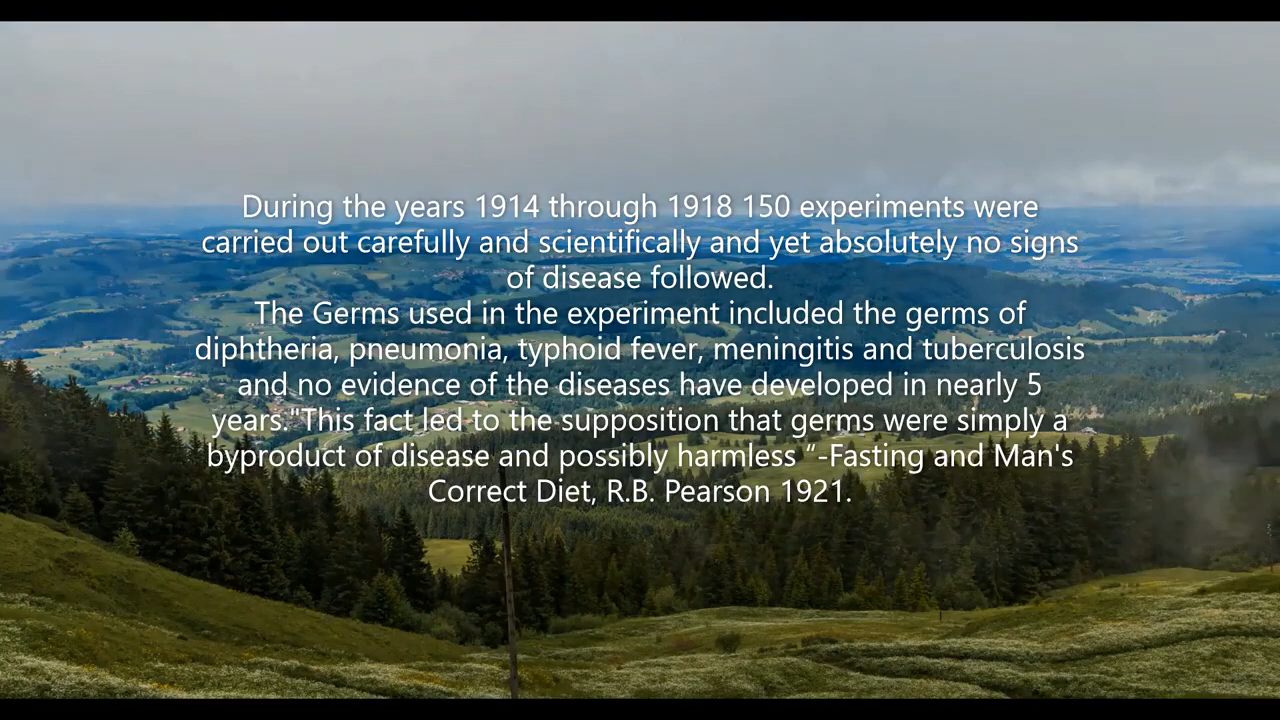 During the years 1914 through 1918 150 experiments were
carried out carefully and scientifically and yet absolutely no signs
of disease followed.
The Germs used in the experiment included the germs of
diphtheria, pneumonia, typhoid fever, meningitis and tuberculosis
and no evidence of the diseases have developed in nearly 5
years."This fact led to the supposition that germs were simply a
byproduct of disease and possibly harmless “-Fasting and Man's
Correct Diet, R.B. Pearson 1921.